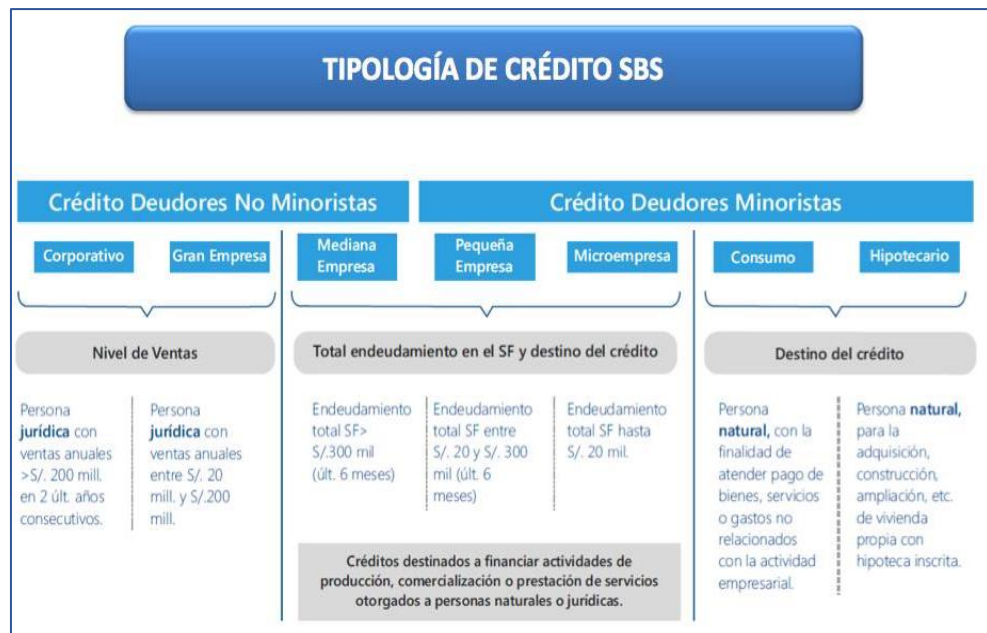 TIPOLOGÍA DE CRÉDITO SBS
Crédito Deudores No Minoristas
Crédito Deudores Minoristas
Corporativo
Gran Empresa
Mediana
Empresa
Pequeña
Empresa
Microempresa
Consumo
Hipotecario
Nivel de Ventas
Total endeudamiento en el SF y destino del crédito
Destino del crédito
Persona
jurídica con
ventas anuales
>S/. 200 mill.
en 2 últ. años
consecutivos.
Persona
jurídica con
ventas anuales
entre S/. 20
mill. y S/.200
mill.
Endeudamiento
total SF>
S/.300 mil
(últ. 6 meses)
Endeudamiento
total SF entre
S/. 20 y S/. 300
mil (últ. 6
meses)
Endeudamiento
total SF hasta
S/. 20 mil.
Créditos destinados a financiar actividades de
producción, comercialización o prestación de servicios
otorgados a personas naturales o jurídicas.
Persona
natural, con la
finalidad de
atender pago de
bienes, servicios
o gastos no
relacionados
con la actividad
empresarial.
Persona natural,
para la
adquisición,
construcción,
ampliación, etc.
de vivienda
propia con
hipoteca inscrita.